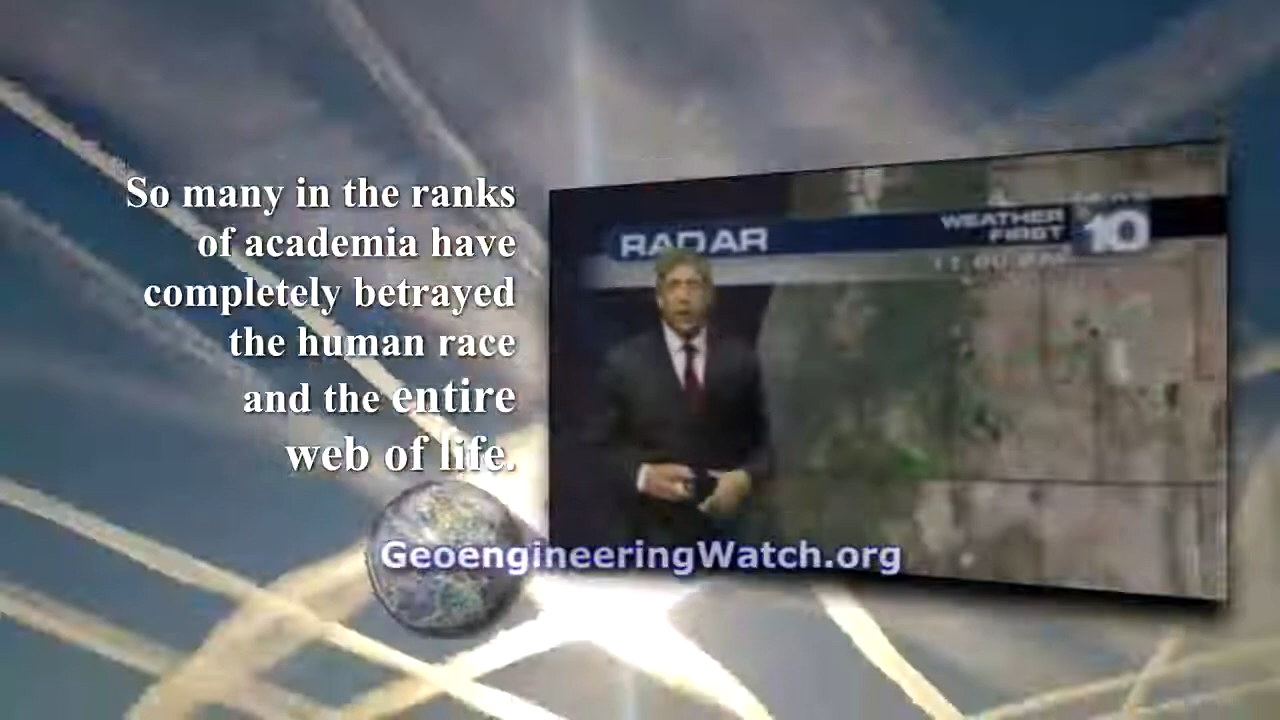 So many in the ranks
of academia have
completely betrayed
the human race
and the entire
web of life.
RADAR
WEATHER
FIRST
10
GeoengineeringWatch.org